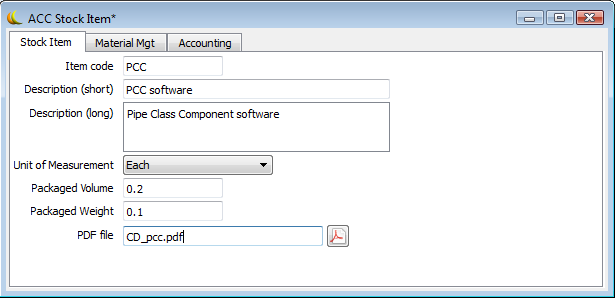 ACC Stock Item*
Stock Item Material Mgt Accounting
Item code PCC
Description (short) PCC software
Description (long) Pipe Class Component software
Unit of Measurement Each
Packaged Volume 0.2
Packaged Weight 0.1
PDF file CD_pcc.pdf